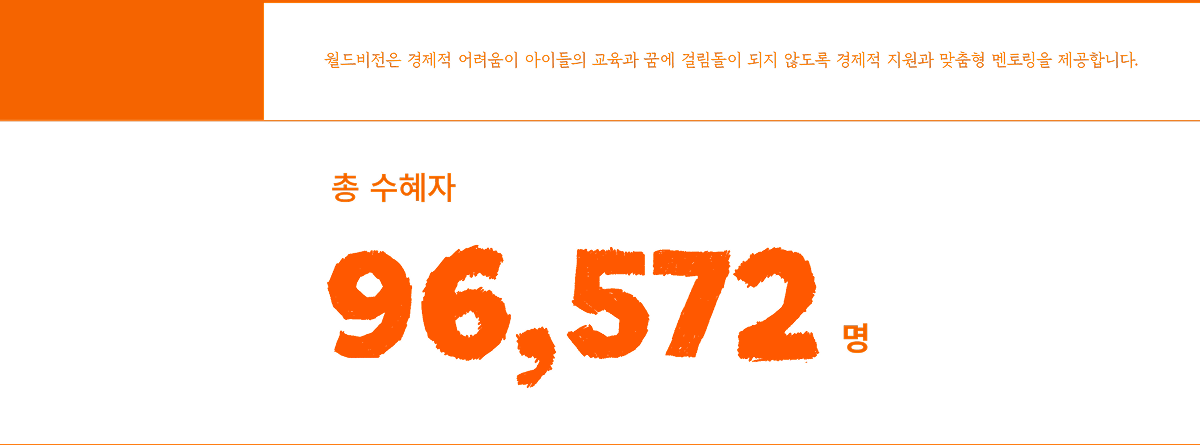 월드비전은 경제적 어려움이 아이들의 교육과 꿈에 걸림돌이 되지 않도록 경제적 지원과 맞춤형 멘토링을 제공합니다.
총 수혜자
96,572 명